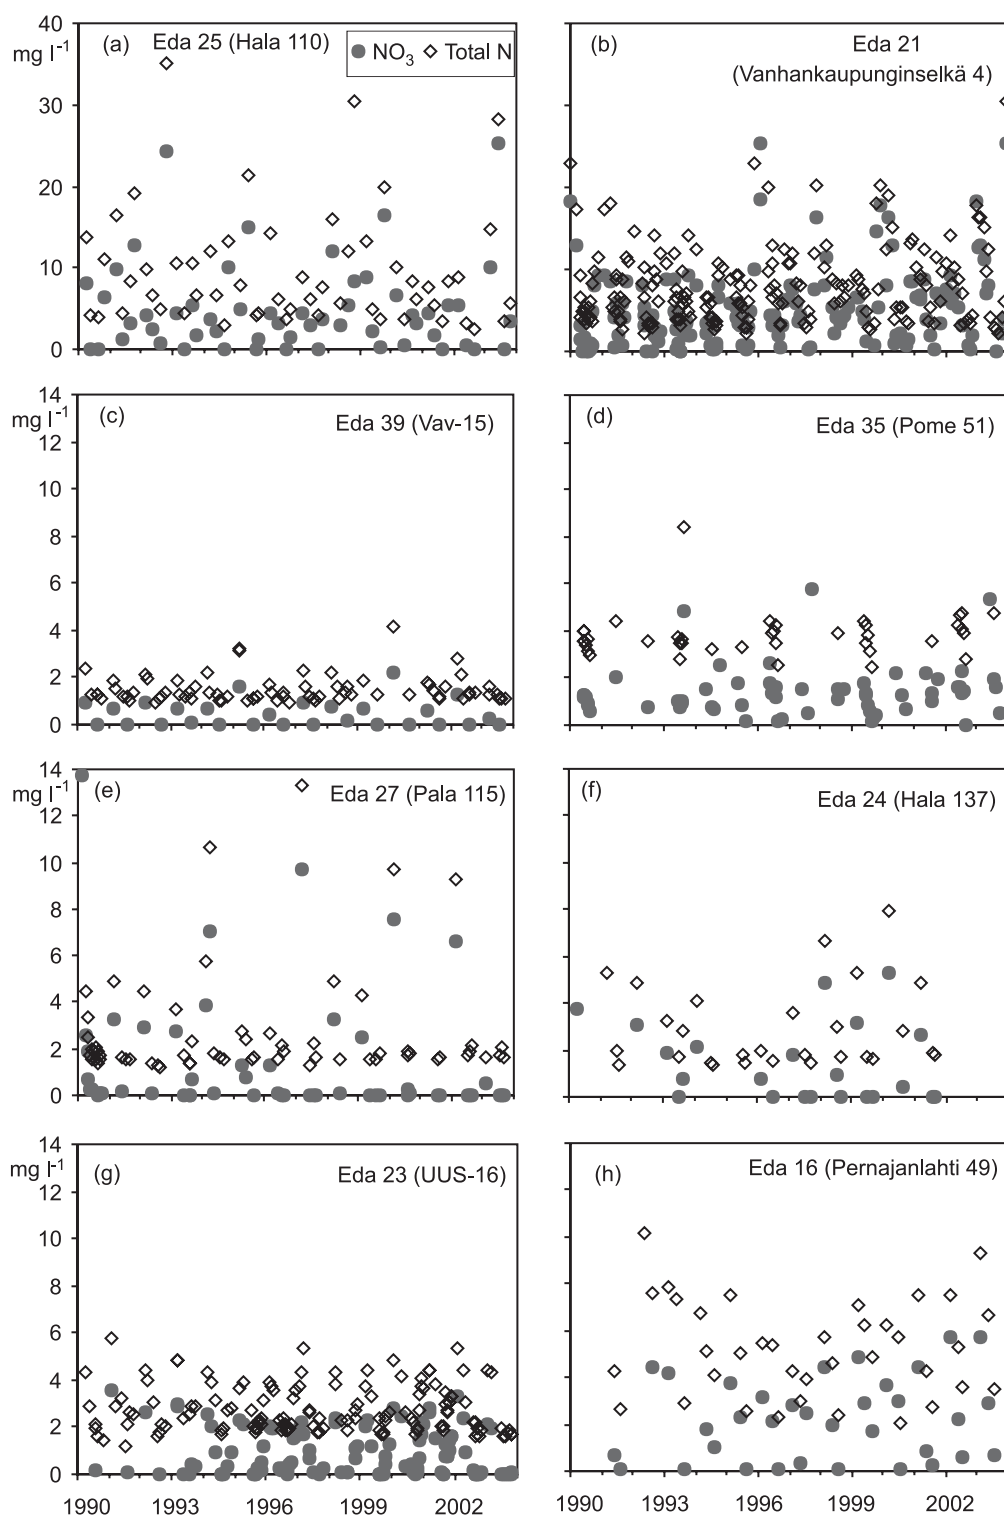 40
mg l⁻¹
(a)
Eda 25 (Hala 110)
NO₃ Total N
30
20
10
0
(b)
Eda 21
(Vanhankaupunginselkä 4)
14
mg l⁻¹
(c)
Eda 39 (Vav-15)
12
10
8
6
4
2
0
(d)
Eda 35 (Pome 51)
14
mg l⁻¹
(e)
Eda 27 (Pala 115)
12
10
8
6
4
2
0
(f)
Eda 24 (Hala 137)
14
mg l⁻¹
(g)
Eda 23 (UUS-16)
12
10
8
6
4
2
0
1990 1993 1996 1999 2002
(h)
Eda 16 (Pernajanlahti 49)
1990 1993 1996 1999 2002